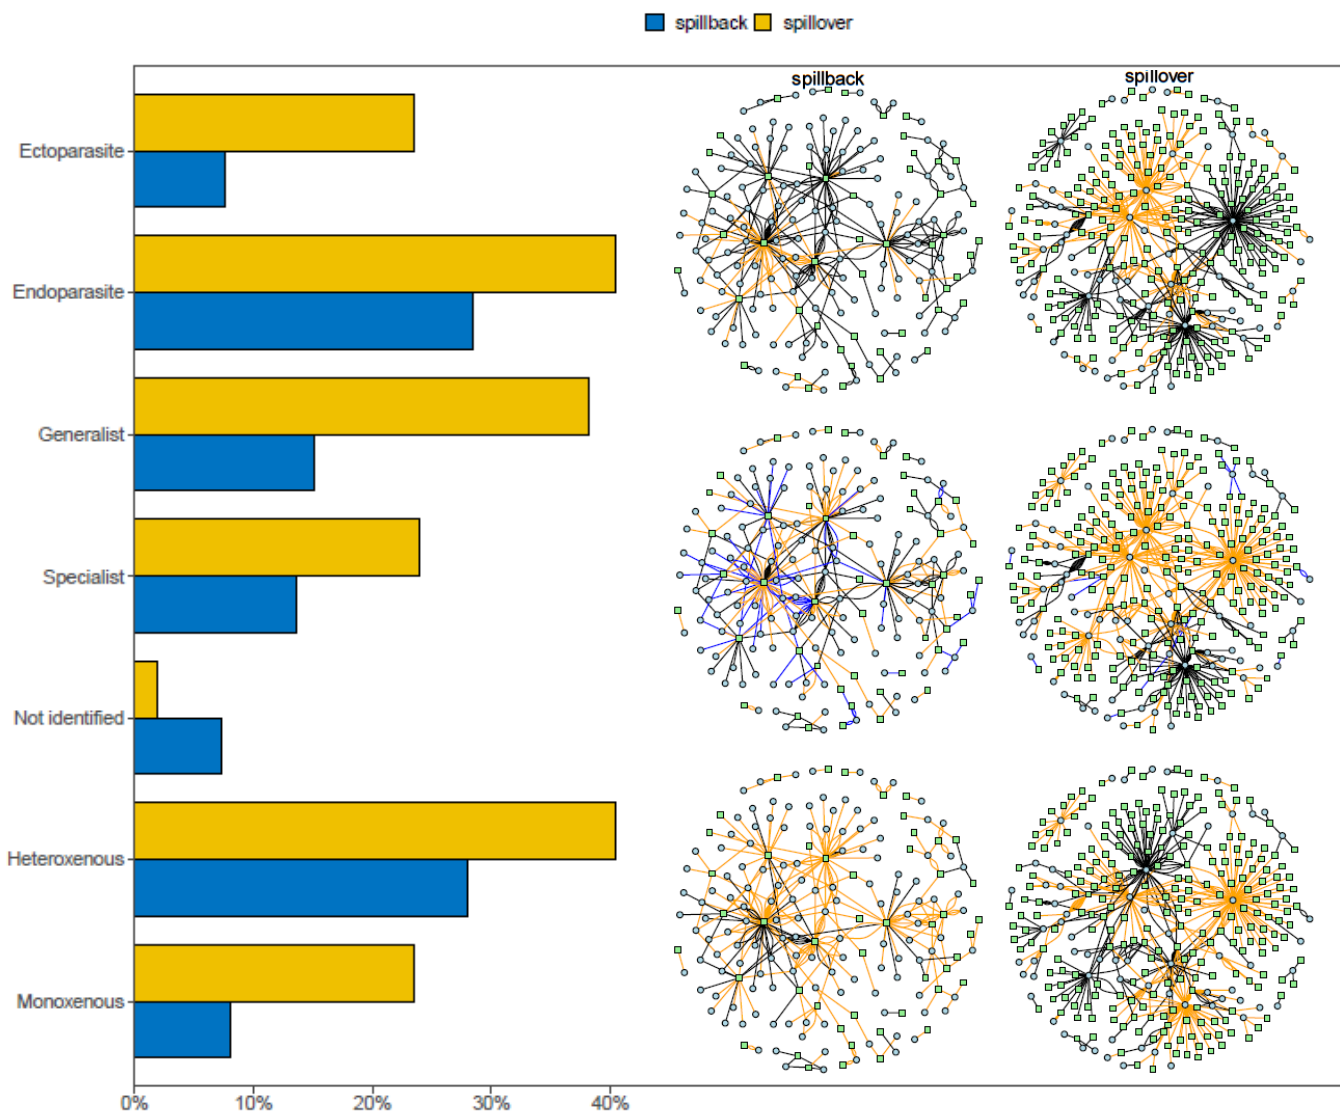 spillback spillover
spillback
spillover
Ectoparasite
Endoparasite
Generalist
Specialist
Not identified
Heteroxenous
Monoxenous
0% 10% 20% 30% 40%